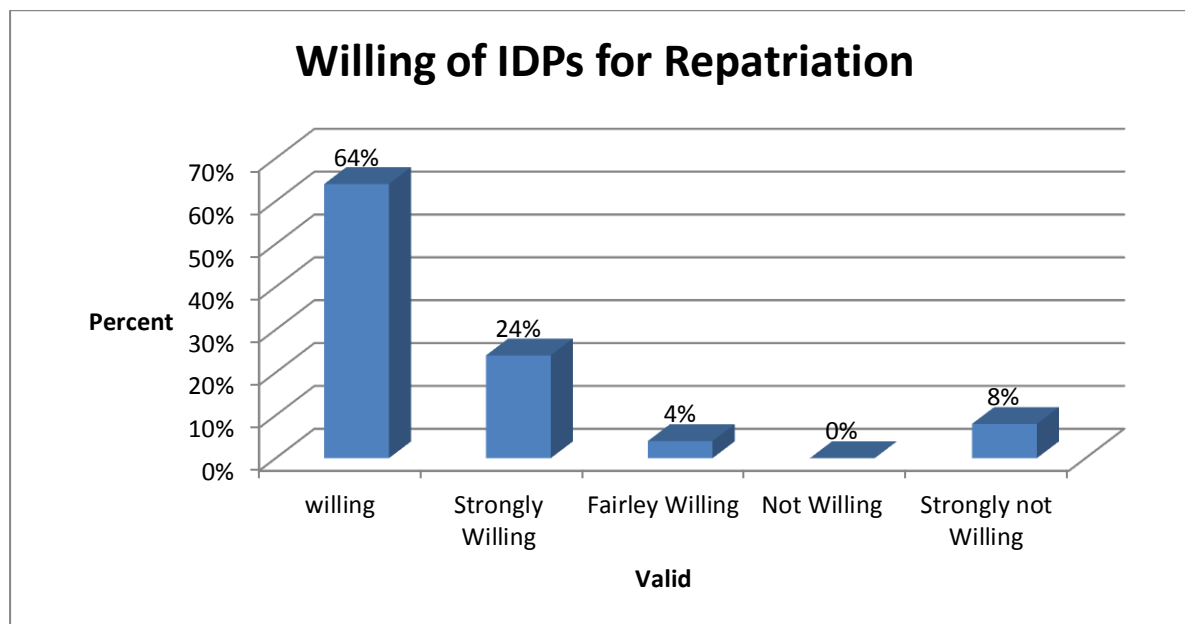 Willing of IDPs for Repatriation
64%
24%
4%
0%
8%
70%
60%
50%
40%
30%
20%
10%
0%
Percent
willing
Strongly
Willing
Fairley Willing
Not Willing
Strongly not
Willing
Valid